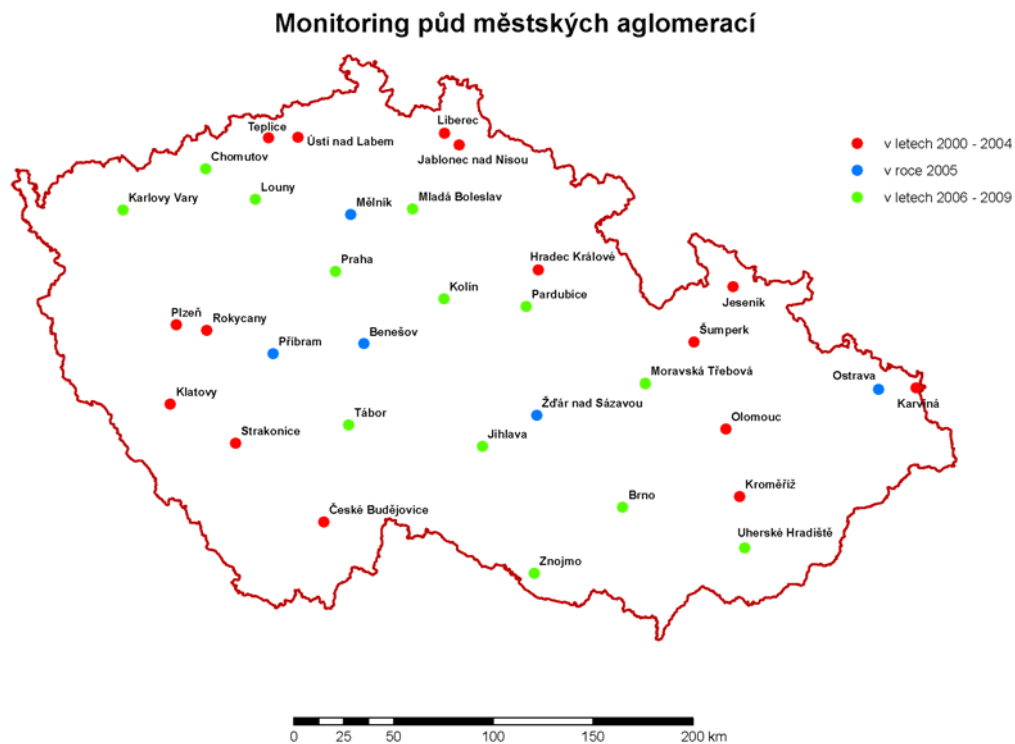 Monitoring půd městských aglomerací
Liberec
Teplice
Ústí nad Labem
v letech 2000 - 2004
Jablonec nad Nisou
Chomutov
v roce 2005
Louny
Karlovy Vary
Mladá Boleslav
v letech 2006 - 2009
Mělník
Hradec Králové
Praha
Kolín
Pardubice
Jeseník
Plzeň
Rokycany
Šumperk
Benešov
Příbram
Moravská Třebová
Ostrava
Klatovy
Karviná
Žďár nad Sázavou
Tábor
Olomouc
Strakonice
Jihlava
Kroměříž
Brno
České Budějovice
Uherské Hradiště
Znojmo
0 25 50 100 150 200 km